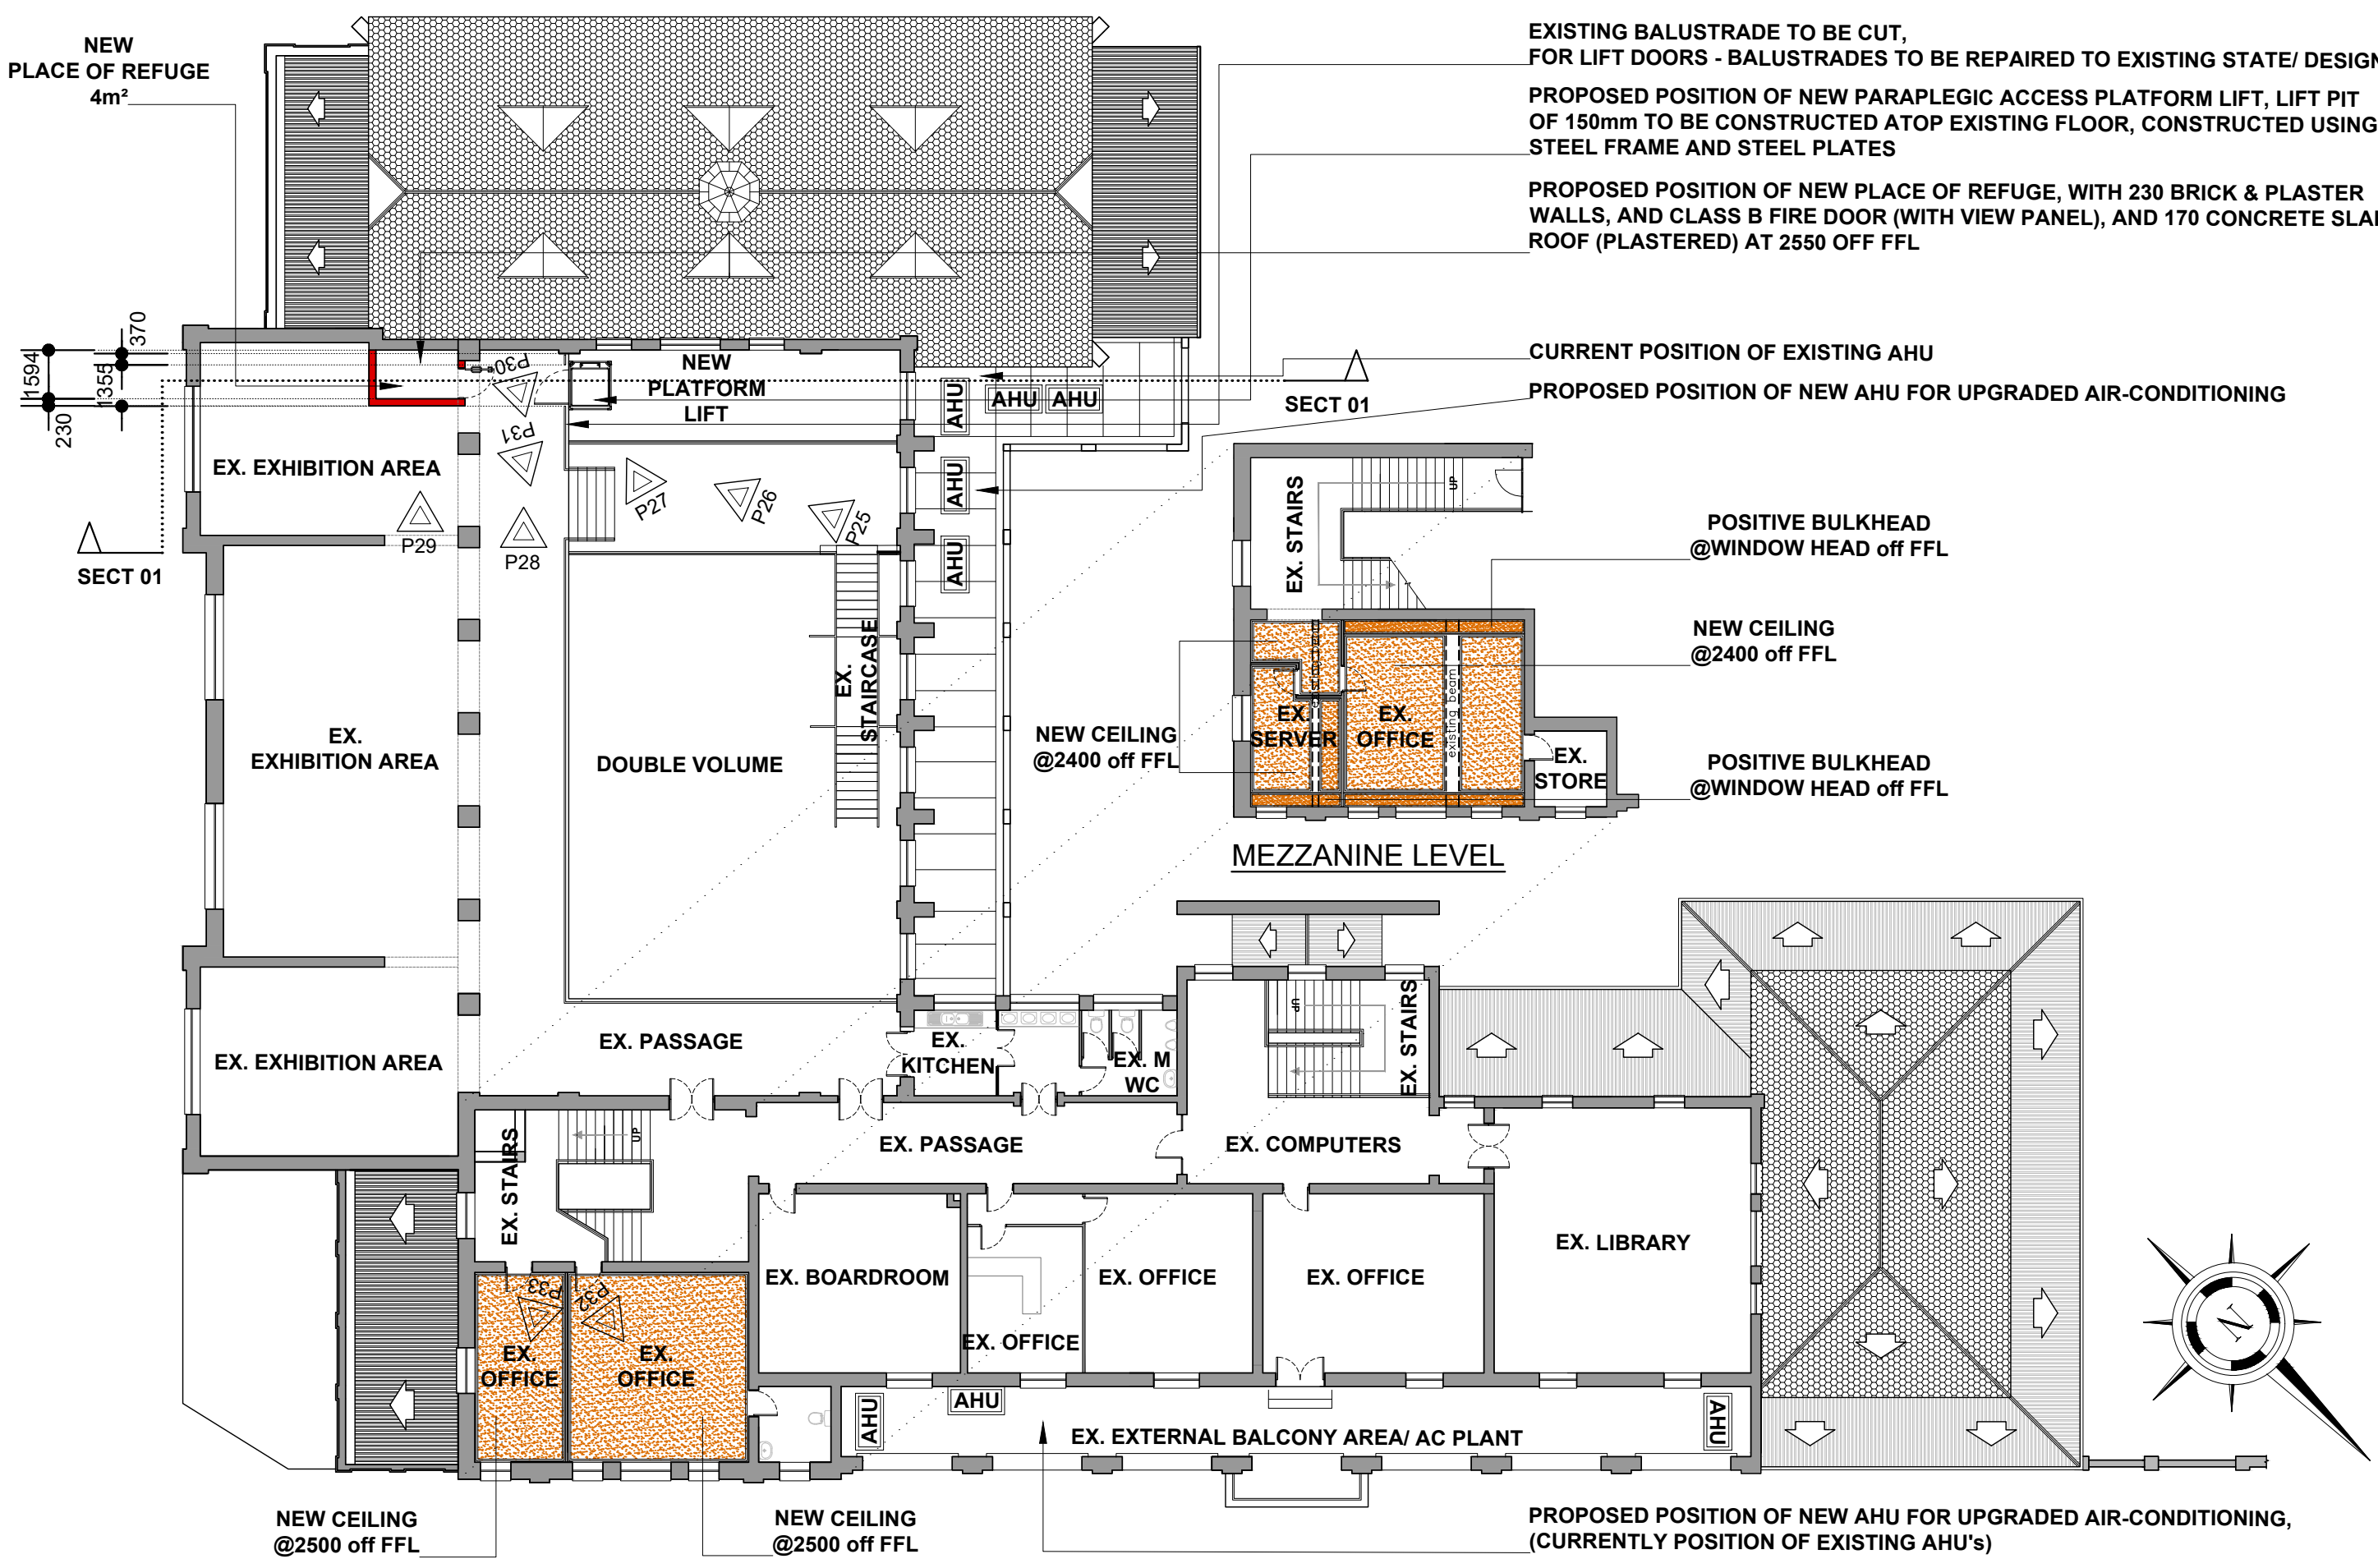 NEW
PLACE OF REFUGE
4m²
EXISTING BALUSTRADE TO BE CUT,
FOR LIFT DOORS - BALUSTRADES TO BE REPAIRED TO EXISTING STATE/ DESIGN
PROPOSED POSITION OF NEW PARAPLEGIC ACCESS PLATFORM LIFT, LIFT PIT
OF 150mm TO BE CONSTRUCTED ATOP EXISTING FLOOR, CONSTRUCTED USING
STEEL FRAME AND STEEL PLATES
PROPOSED POSITION OF NEW PLACE OF REFUGE, WITH 230 BRICK & PLASTER
WALLS, AND CLASS B FIRE DOOR (WITH VIEW PANEL), AND 170 CONCRETE SLAB
ROOF (PLASTERED) AT 2550 OFF FFL
CURRENT POSITION OF EXISTING AHU
PROPOSED POSITION OF NEW AHU FOR UPGRADED AIR-CONDITIONING
1594
230
1355
370
P30
P31
NEW
PLATFORM
LIFT
AHU
AHU
AHU
SECT 01
EX. EXHIBITION AREA
P27
P26
P25
P29
P28
SECT 01
AHU
AHU
EX. STAIRS
UP
POSITIVE BULKHEAD
@WINDOW HEAD off FFL
NEW CEILING
@2400 off FFL
existing beam
existing beam
EX.
SERVER
EX.
OFFICE
EX.
STORE
NEW CEILING
@2400 off FFL
POSITIVE BULKHEAD
@WINDOW HEAD off FFL
MEZZANINE LEVEL
EX.
STAIRCASE
EX.
EXHIBITION AREA
DOUBLE VOLUME
EX. EXHIBITION AREA
EX. PASSAGE
EX.
KITCHEN
EX. M
WC
UP
EX. STAIRS
EX. STAIRS
UP
EX. PASSAGE
EX. COMPUTERS
EX. LIBRARY
EX. BOARDROOM
EX. OFFICE
EX. OFFICE
EX. OFFICE
P33
P32
EX.
OFFICE
EX.
OFFICE
AHU
AHU
AHU
EX. EXTERNAL BALCONY AREA/ AC PLANT
N
NEW CEILING
@2500 off FFL
NEW CEILING
@2500 off FFL
PROPOSED POSITION OF NEW AHU FOR UPGRADED AIR-CONDITIONING,
(CURRENTLY POSITION OF EXISTING AHU's)